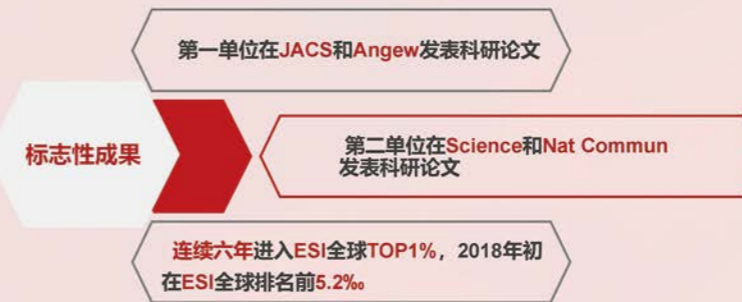 第一单位在JACS和Angew发表科研论文
标志性成果
第二单位在Science和Nat Commun
发表科研论文
连续六年进入ESI全球TOP1%，2018年初
在ESI全球排名前5.2‰